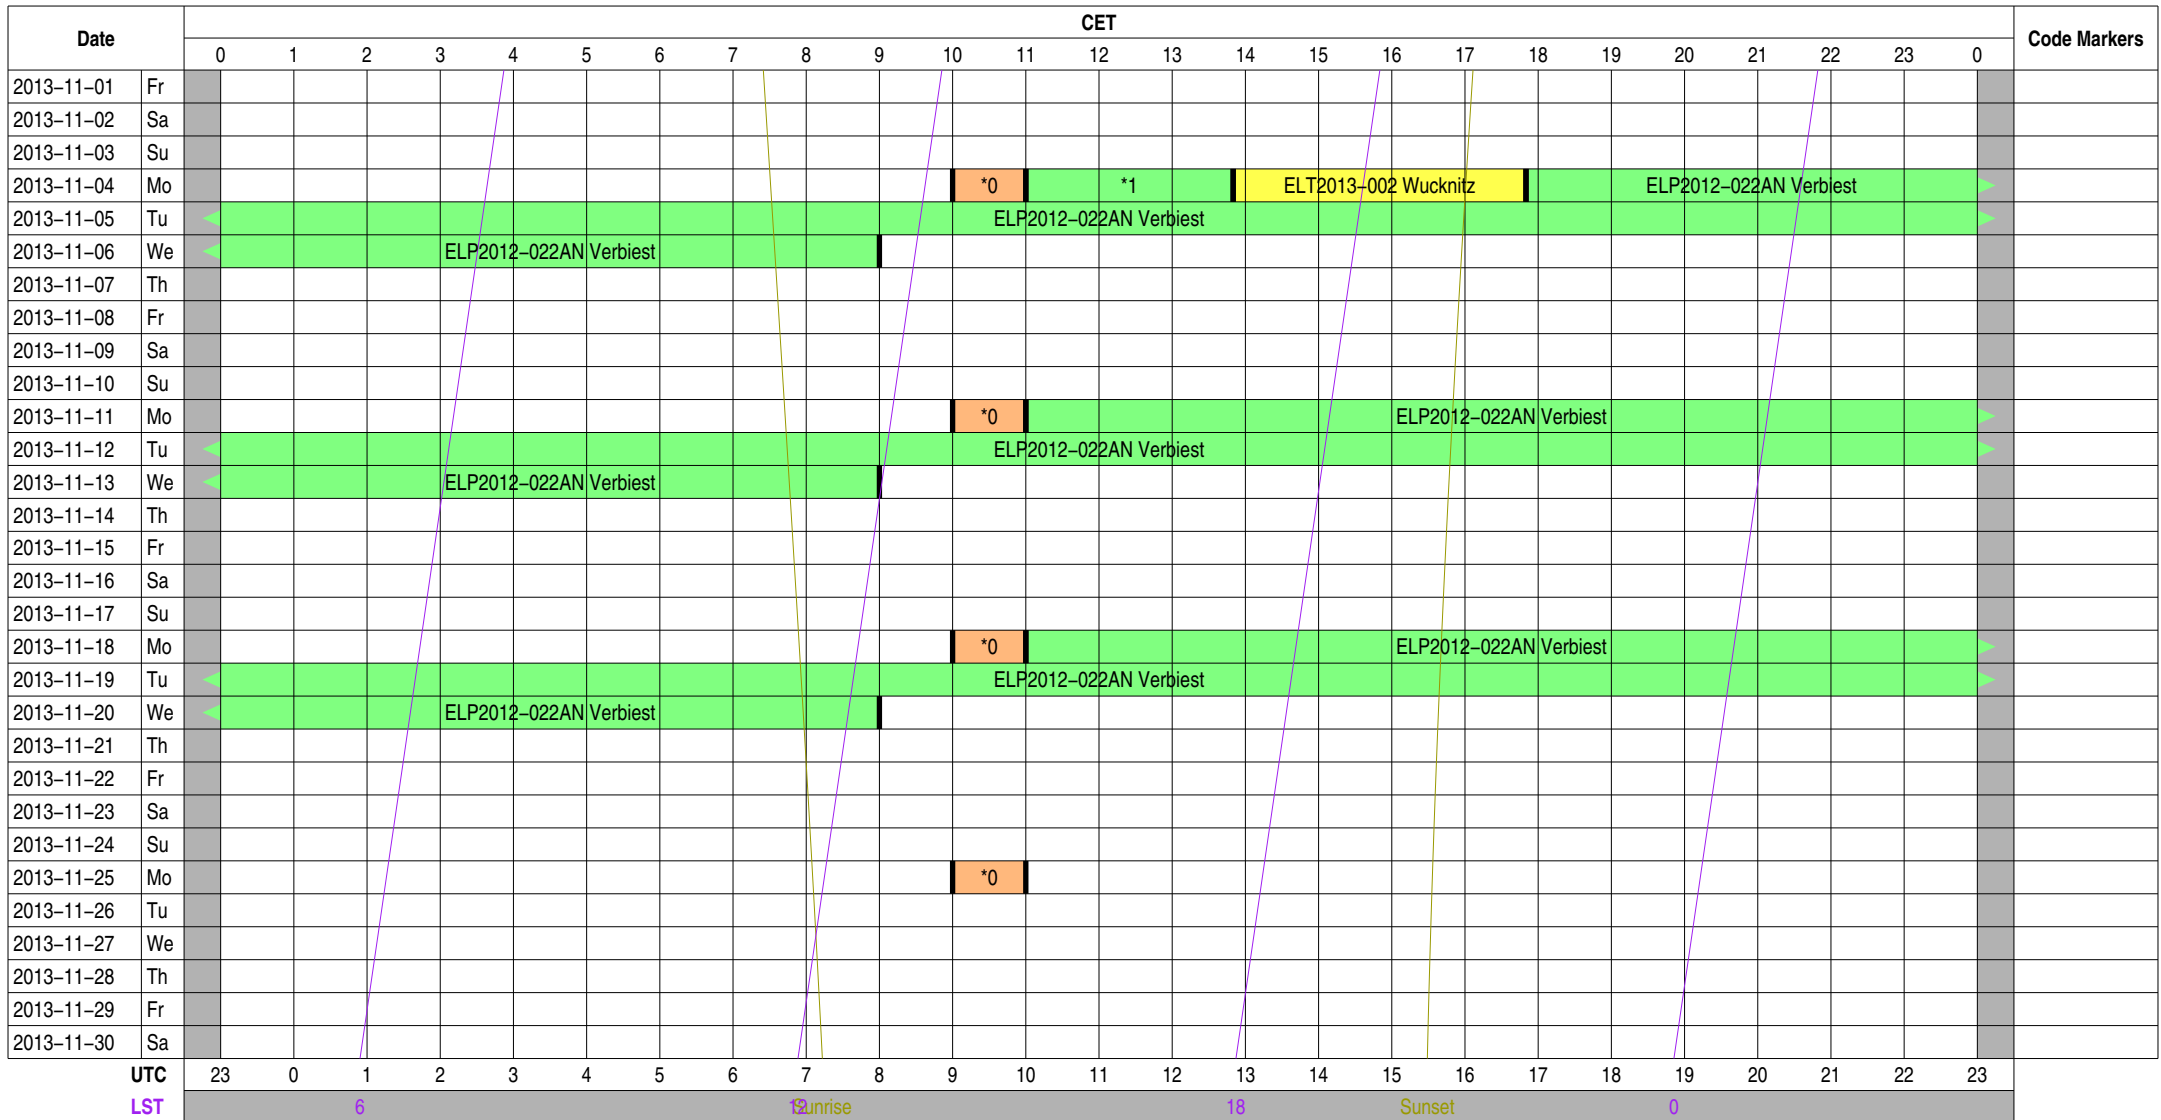 CET
Date
Code Markers
0 1 2 3 4 5 6 7 8 9 10 11 12 13 14 15 16 17 18 19 20 21 22 23 0
2013−11−01 Fr
2013−11−02 Sa
2013−11−03 Su
2013−11−04 Mo *0 *1 ELT2013−002 Wucknitz ELP2012−022AN Verbiest
2013−11−05 Tu ELP2012−022AN Verbiest
2013−11−06 We ELP2012−022AN Verbiest
2013−11−07 Th
2013−11−08 Fr
2013−11−09 Sa
2013−11−10 Su
2013−11−11 Mo *0 ELP2012−022AN Verbiest
2013−11−12 Tu ELP2012−022AN Verbiest
2013−11−13 We ELP2012−022AN Verbiest
2013−11−14 Th
2013−11−15 Fr
2013−11−16 Sa
2013−11−17 Su
2013−11−18 Mo *0 ELP2012−022AN Verbiest
2013−11−19 Tu ELP2012−022AN Verbiest
2013−11−20 We ELP2012−022AN Verbiest
2013−11−21 Th
2013−11−22 Fr
2013−11−23 Sa
2013−11−24 Su
2013−11−25 Mo *0
2013−11−26 Tu
2013−11−27 We
2013−11−28 Th
2013−11−29 Fr
2013−11−30 Sa
UTC 23 0 1 2 3 4 5 6 7 8 9 10 11 12 13 14 15 16 17 18 19 20 21 22 23
LST 6 12 Sunrise 18 Sunset 0